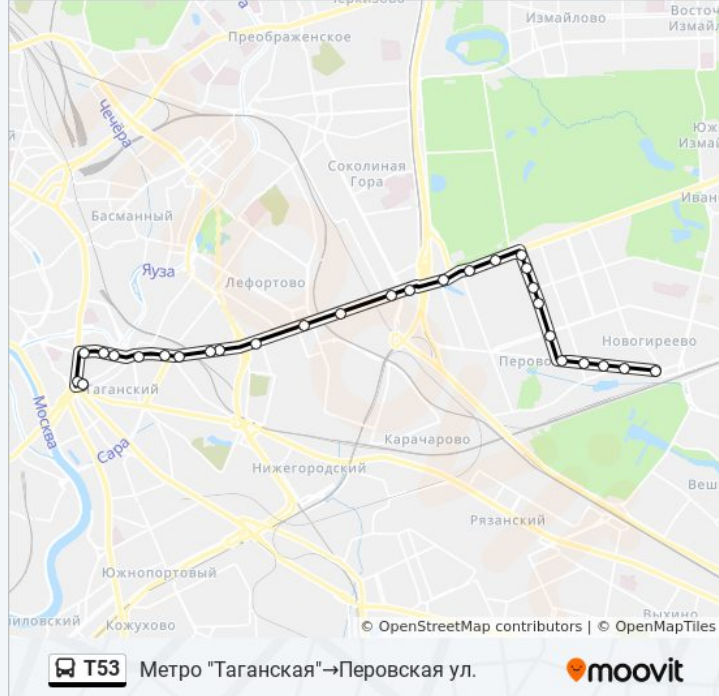 Черкизово
Восточ
Измайлово
Измайл
Преображенское
Чечёра
Соколиная
Гора
Юж
Измай
Иван
Басманный
Яуза
Лефортово
Новогиреево
Перово
Таганский
Москва
Сара
Карачарово
Нижегородский
Веш
Рязанский
Южнопортовый
Выхино
иловский
Кожухово
© OpenStreetMap contributors | © OpenMapTiles
T53 Метро "Таганская"→Перовская ул. moovit